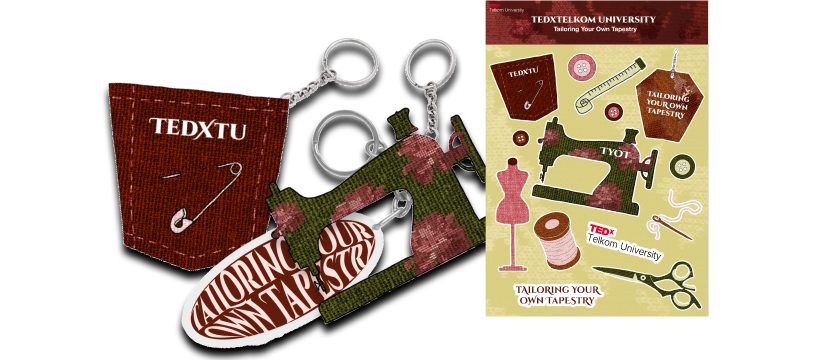 TEDXTU
TAILORING YOUR
OWN TAPESTRY
TEDx
Telkom University
TEDXTELKOM UNIVERSITY
Tailoring Your Own Tapestry
TEDXTU
TAILORING
YOUR OWN
TAPESTRY
TYOT
TEDx
Telkom University
TAILORING YOUR
OWN TAPESTRY